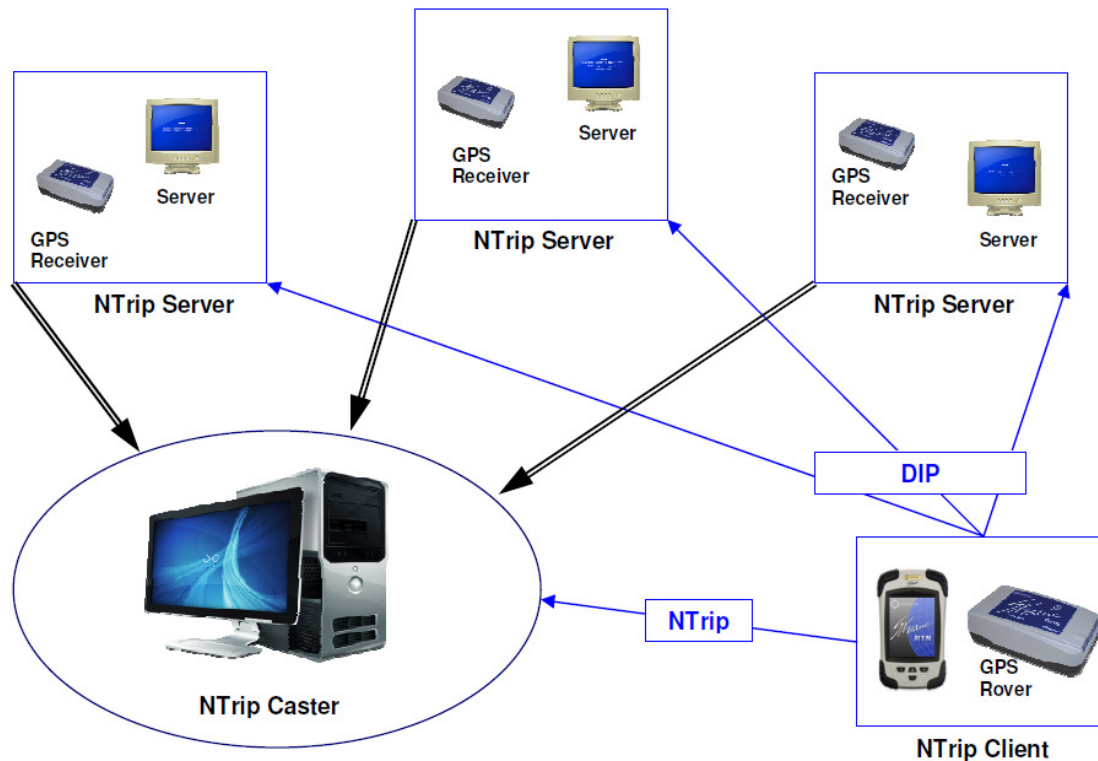 Server
GPS
Receiver
NTrip Server
GPS
Receiver
Server
NTrip Server
GPS
Receiver
Server
NTrip Server
DIP
NTrip
NTrip Caster
RTN
GPS
Rover
NTrip Client